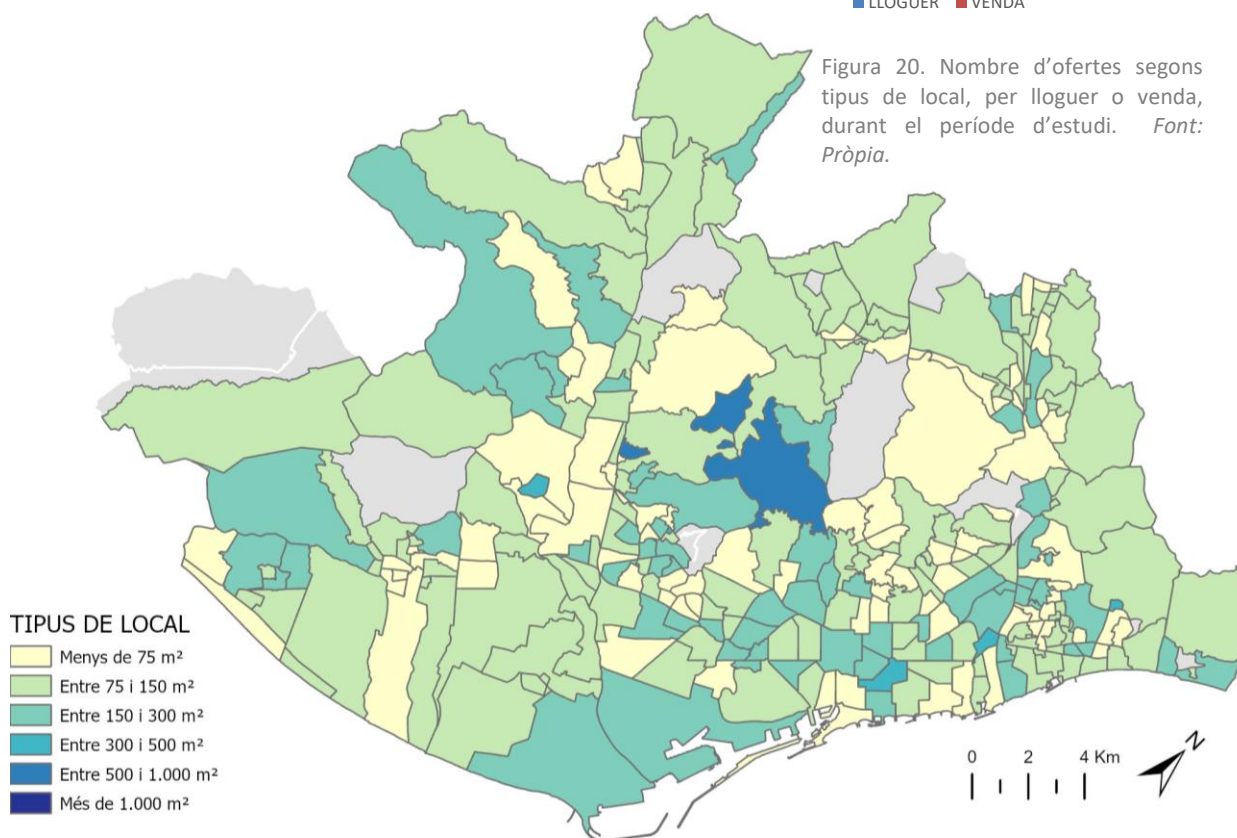 LLOGUER VENDA
Figura 20. Nombre d'ofertes segons
tipus de local, per lloguer o venda,
durant el període d'estudi. Font:
Pròpia.
TIPUS DE LOCAL
Menys de 75 m²
Entre 75 i 150 m²
Entre 150 i 300 m²
Entre 300 i 500 m²
Entre 500 i 1.000 m²
Més de 1.000 m²
0 2 4 Km
N